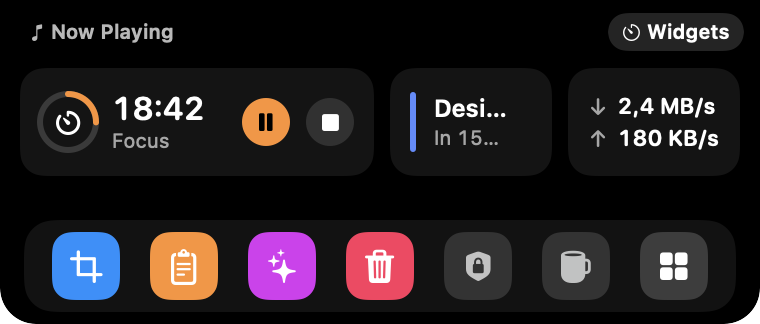 Now Playing
Widgets
18:42
Focus
Desi...
In 15...
2,4 MB/s
180 KB/s